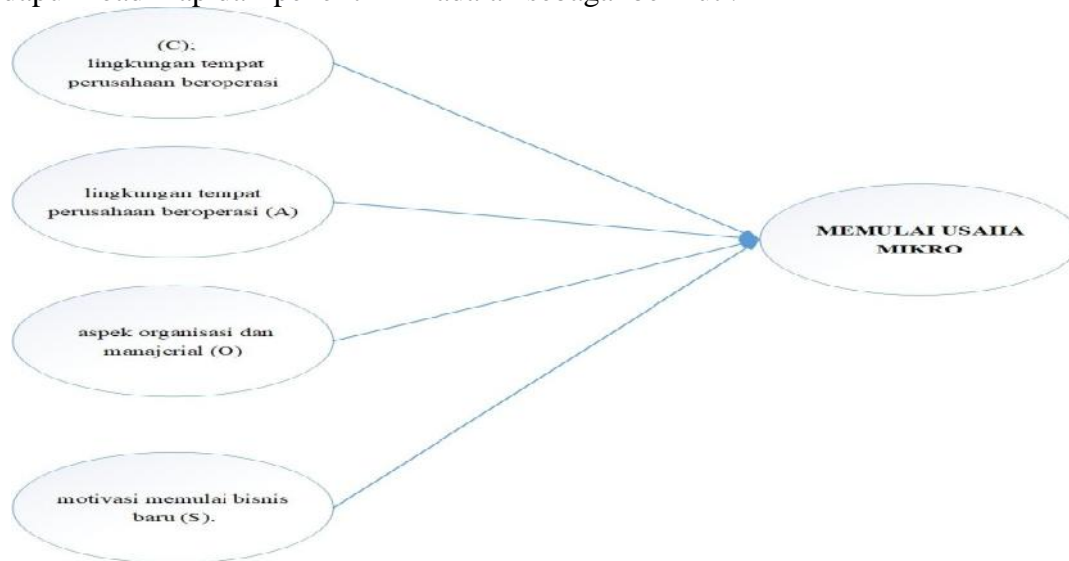 (C);
lingkungan tempat
perusahaan beroperasi
lingkungan tempat
perusahaan beroperasi (A)
aspek organisasi dan
manajerial (O)
motivasi memulai bisnis
baru (S).
MEMULAI USAHA
MIKRO